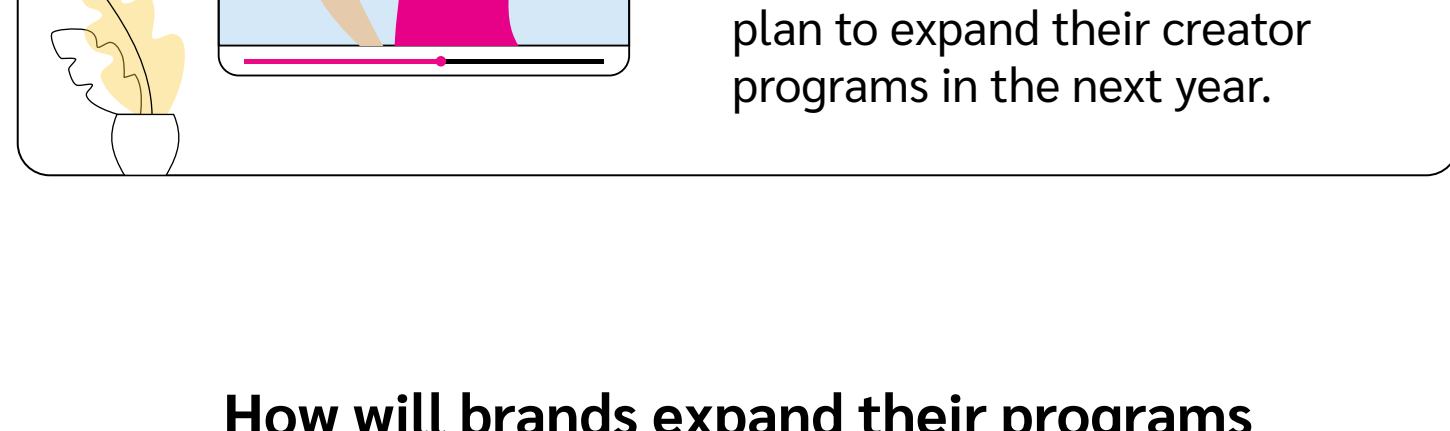 plan to expand their creator
programs in the next year.
How will brands expand their programs